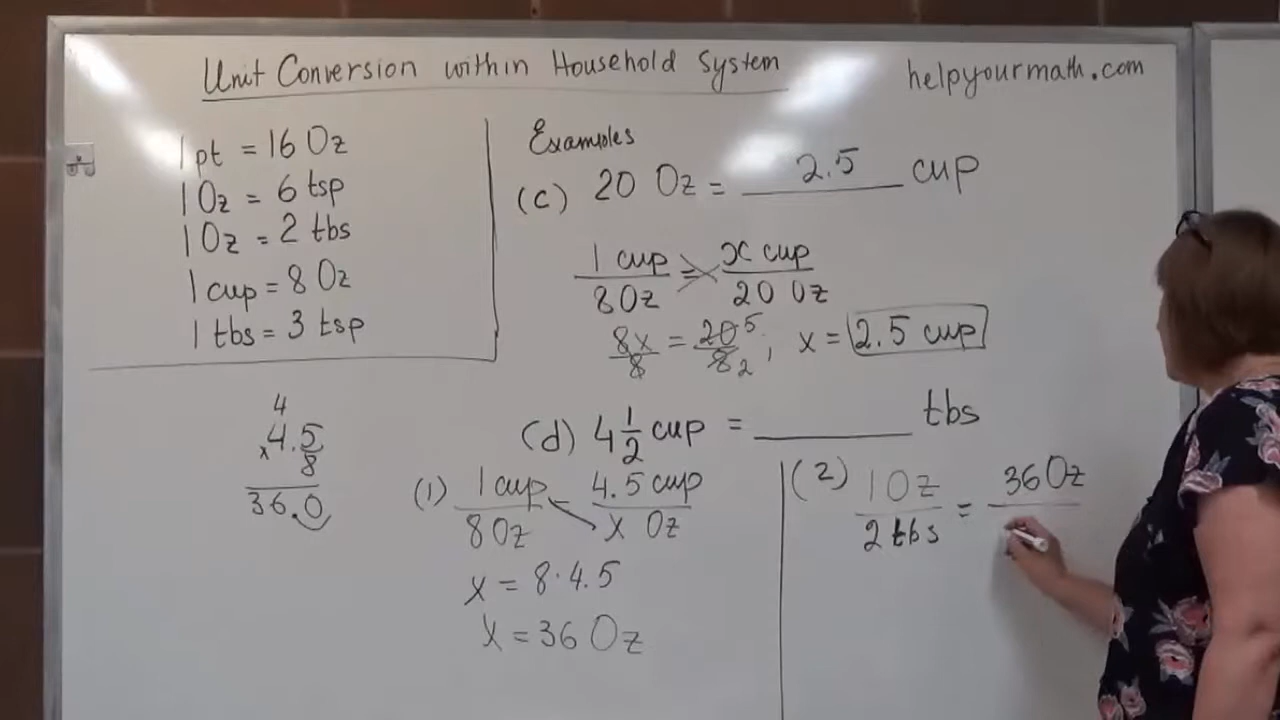 Unit Conversion within Household System
helpyourmath.com
1 pt = 16 Oz
1 Oz = 6 tsp
1 Oz = 2 tbs
1 cup = 8 Oz
1 tbs = 3 tsp
Examples
(c) 20 Oz = 2.5 cup
1 cup / 8 Oz = x cup / 20 Oz
8x / 8 = 20 5 / 8 2 ; x = 2.5 cup
4
x 4.5
8
36.0
(d) 4 1/2 cup = ______ tbs
(1) 1 cup / 8 Oz = 4.5 cup / x Oz
x = 8 · 4.5
x = 36 Oz
(2) 1 Oz / 2 tbs = 36 Oz /